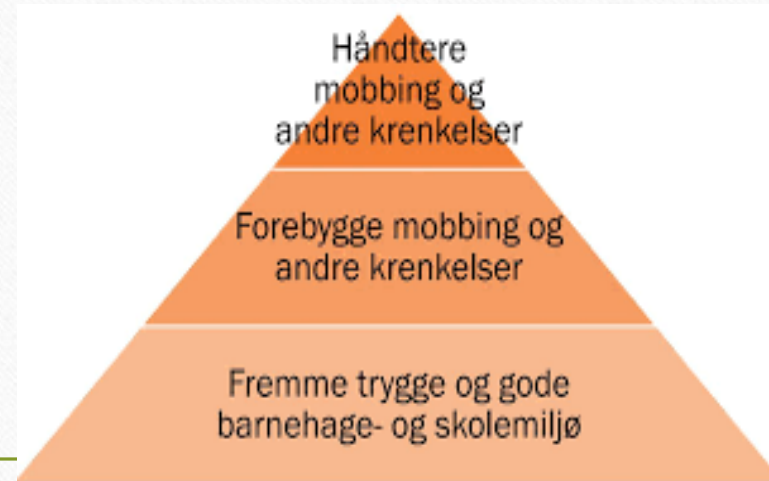 Håndtere
mobbing og
andre krenkelser
Forebygge mobbing og
andre krenkelser
Fremme trygge og gode
barnehage- og skolemiljø